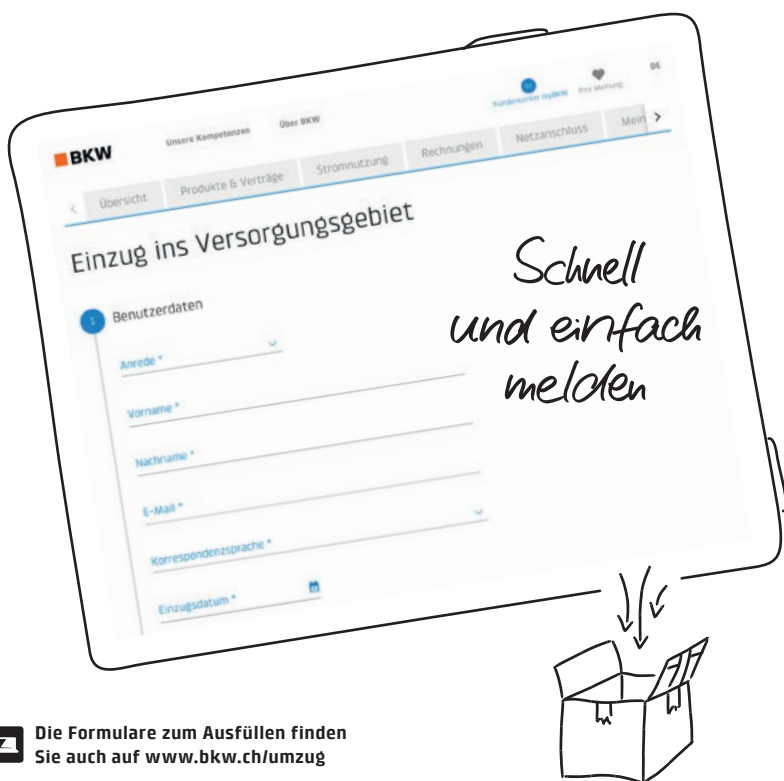 Kundencenter myBKW
Ihre Meinung
DE
BKW
Unsere Kompetenzen
Über BKW
Übersicht
Produkte & Verträge
Stromnutzung
Rechnungen
Netzanschluss
Mein
Einzug ins Versorgungsgebiet
1
Benutzerdaten
Anrede *
Vorname *
Nachname *
E-Mail *
Korrespondenzsprache *
Einzugsdatum *
Schnell
und einfach
melden
Die Formulare zum Ausfüllen finden
Sie auch auf www.bkw.ch/umzug